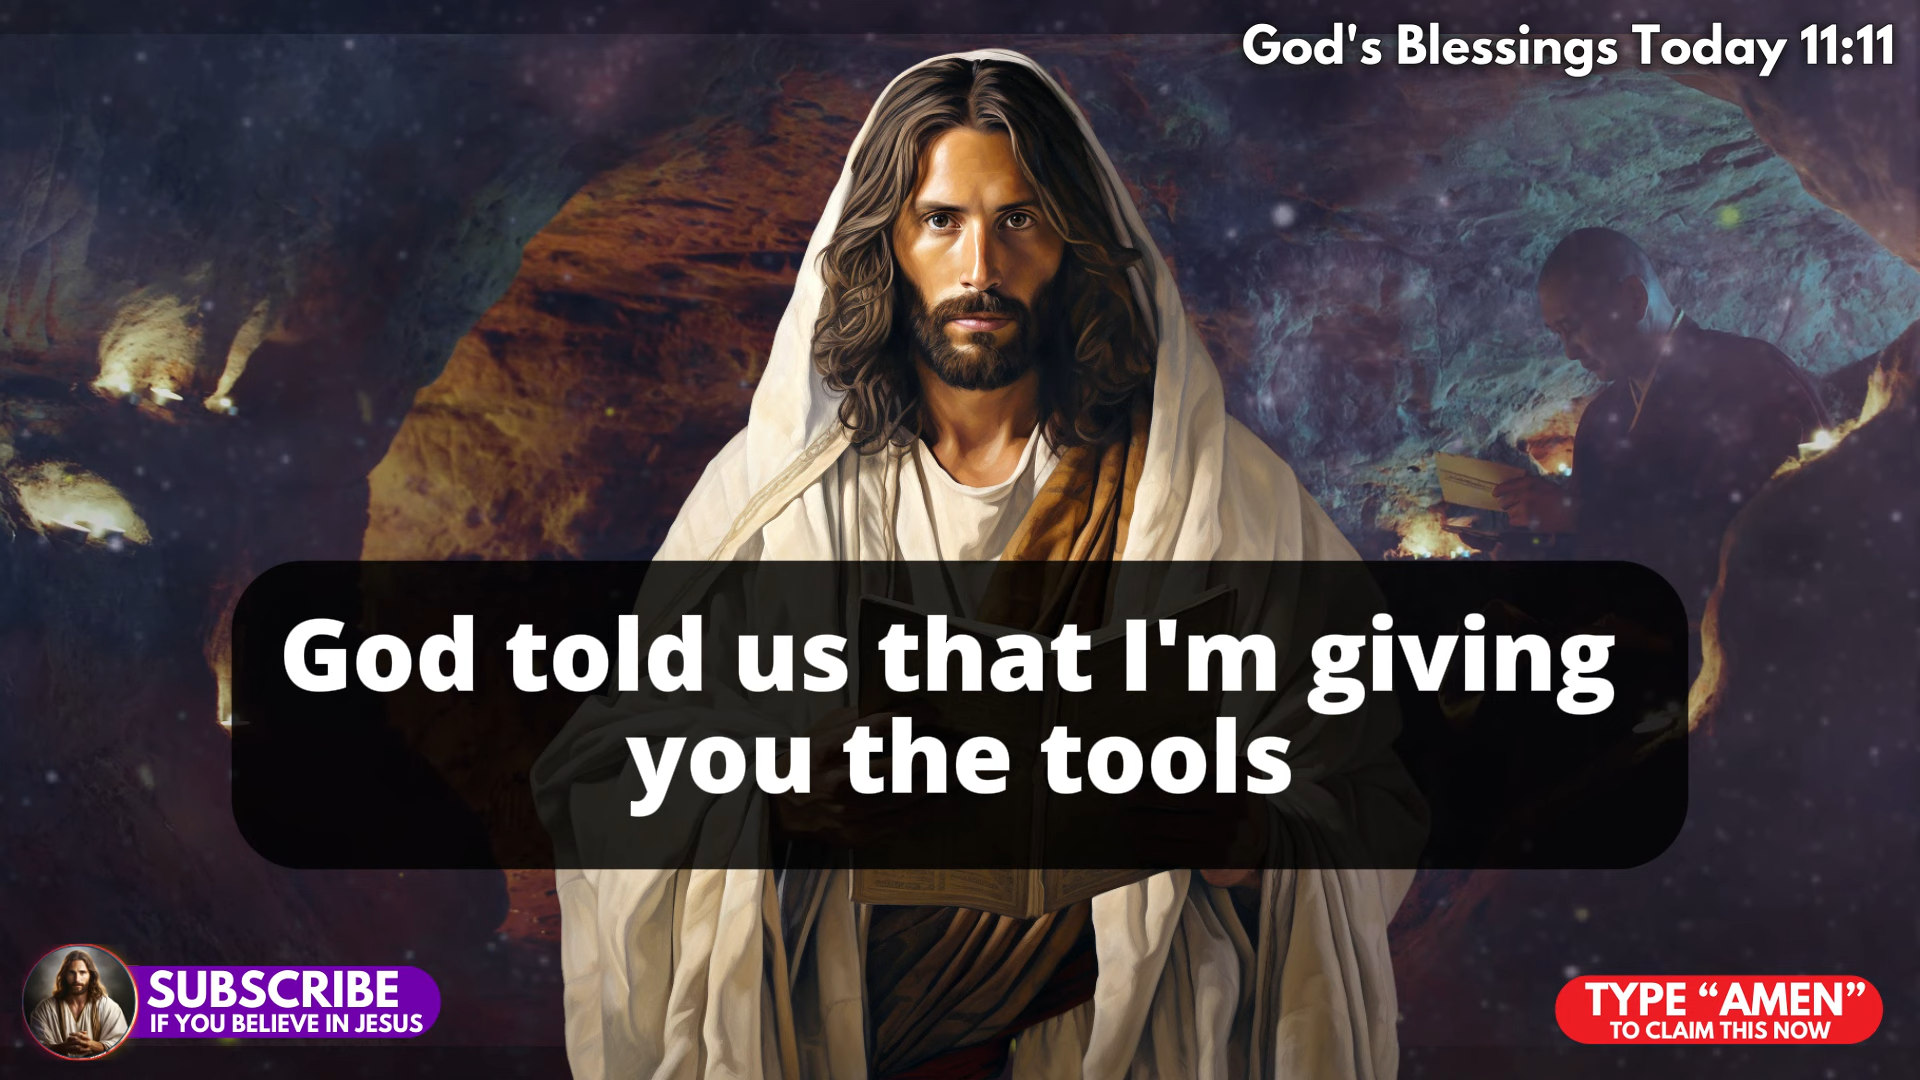 God's Blessings Today 11:11
God told us that I'm giving
you the tools
SUBSCRIBE
IF YOU BELIEVE IN JESUS
TYPE “AMEN”
TO CLAIM THIS NOW